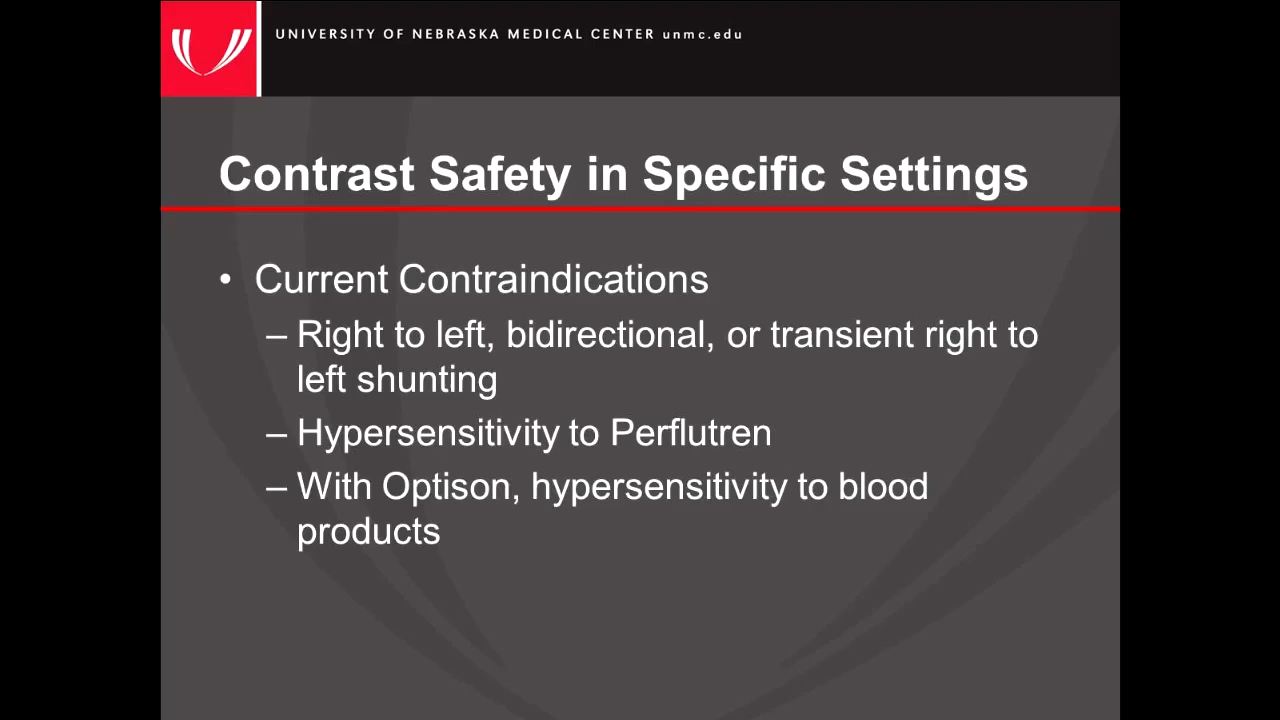 UNIVERSITY OF NEBRASKA MEDICAL CENTER unmc.edu
Contrast Safety in Specific Settings
• Current Contraindications
– Right to left, bidirectional, or transient right to
left shunting
– Hypersensitivity to Perflutren
– With Optison, hypersensitivity to blood
products